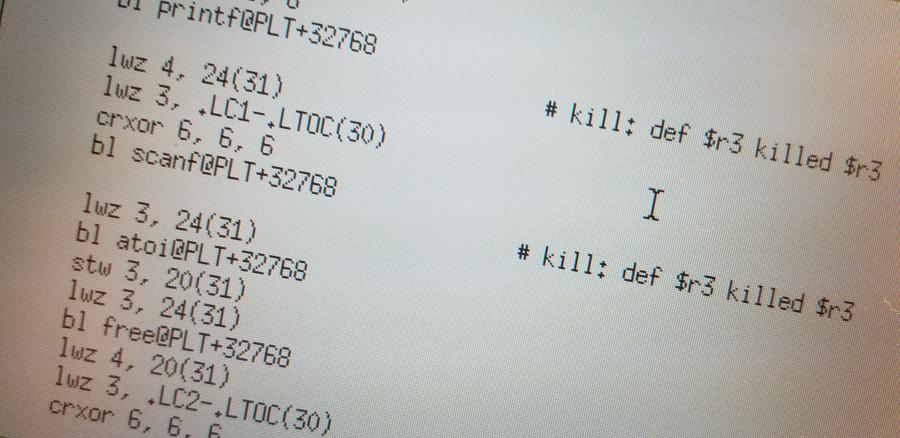 bl printf@PLT+32768
lwz 4, 24(31)
lwz 3, .LC1-.LTOC(30) # kill: def $r3 killed $r3
crxor 6, 6, 6
bl scanf@PLT+32768
lwz 3, 24(31)
bl atoi@PLT+32768 # kill: def $r3 killed $r3
stw 3, 20(31)
lwz 3, 24(31)
bl free@PLT+32768
lwz 4, 20(31)
lwz 3, .LC2-.LTOC(30)
crxor 6, 6, 6